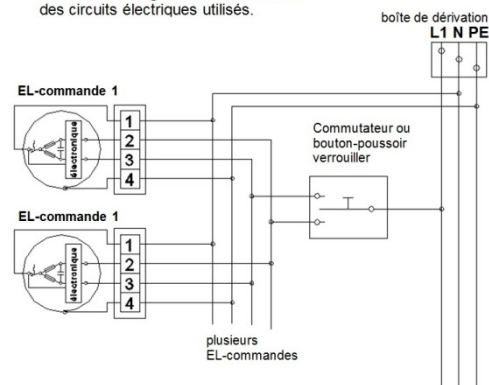 des circuits électriques utilisés.
boîte de dérivation
L1 N PE
EL-commande 1
électronique
1
2
3
4
Commutateur ou
bouton-poussoir
verrouiller
EL-commande 1
électronique
1
2
3
4
plusieurs
EL-commandes